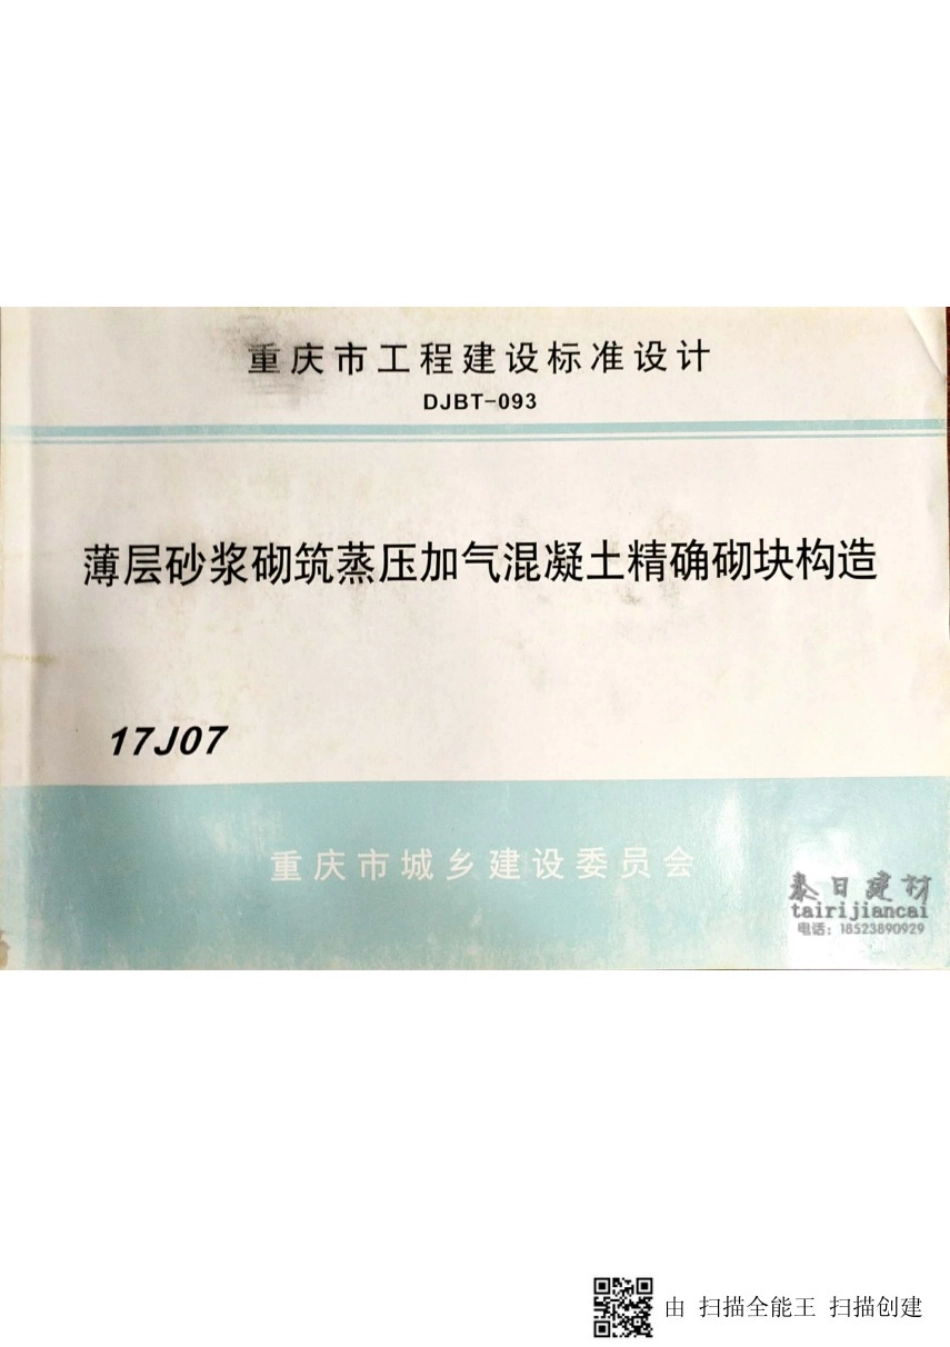 重庆市工程建设标准设计
DJBT-093
薄层砂浆砌筑蒸压加气混凝土精确砌块构造
17J07
重庆市城乡建设委员会
泰日建材
tairijiancai
电话：18523890929
由 扫描全能王 扫描创建